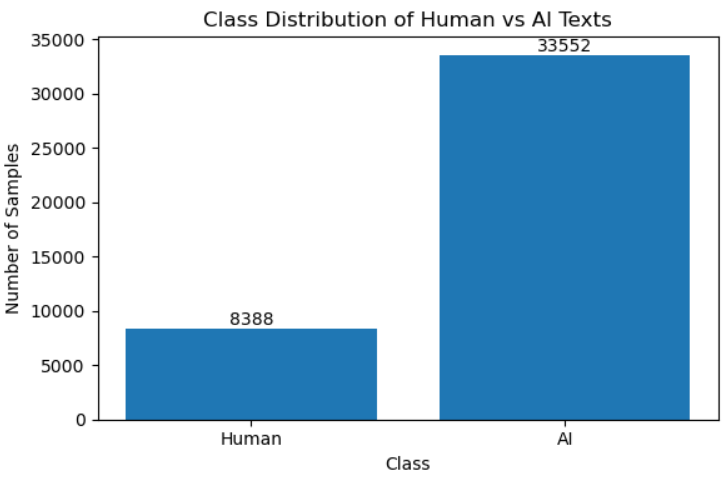 Class Distribution of Human vs AI Texts
Number of Samples
35000
30000
25000
20000
15000
10000
5000
0
8388
33552
Human
AI
Class